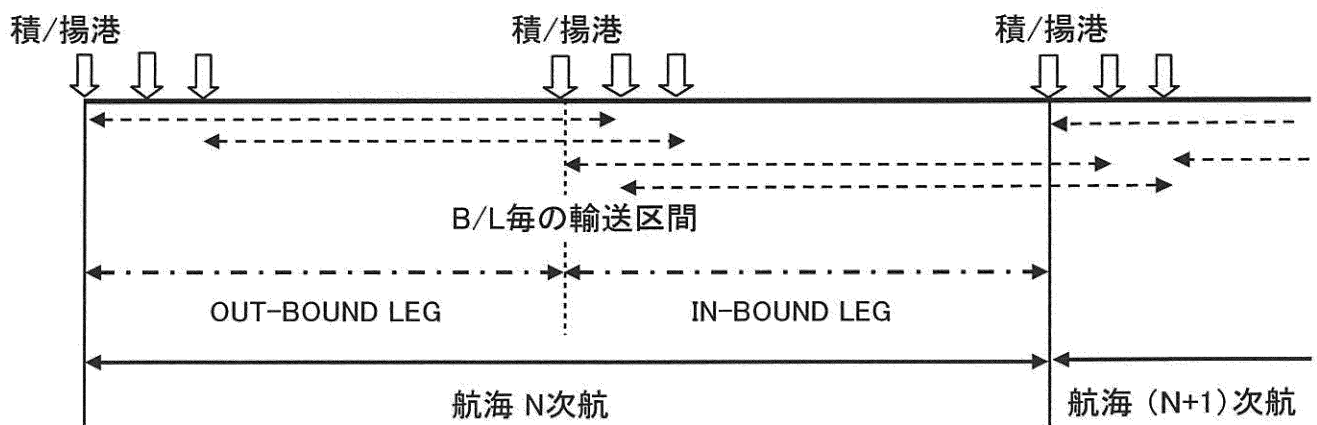 積/揚港
積/揚港
積/揚港
B/L毎の輸送区間
OUT-BOUND LEG
IN-BOUND LEG
航海 N次航
航海 (N+1)次航